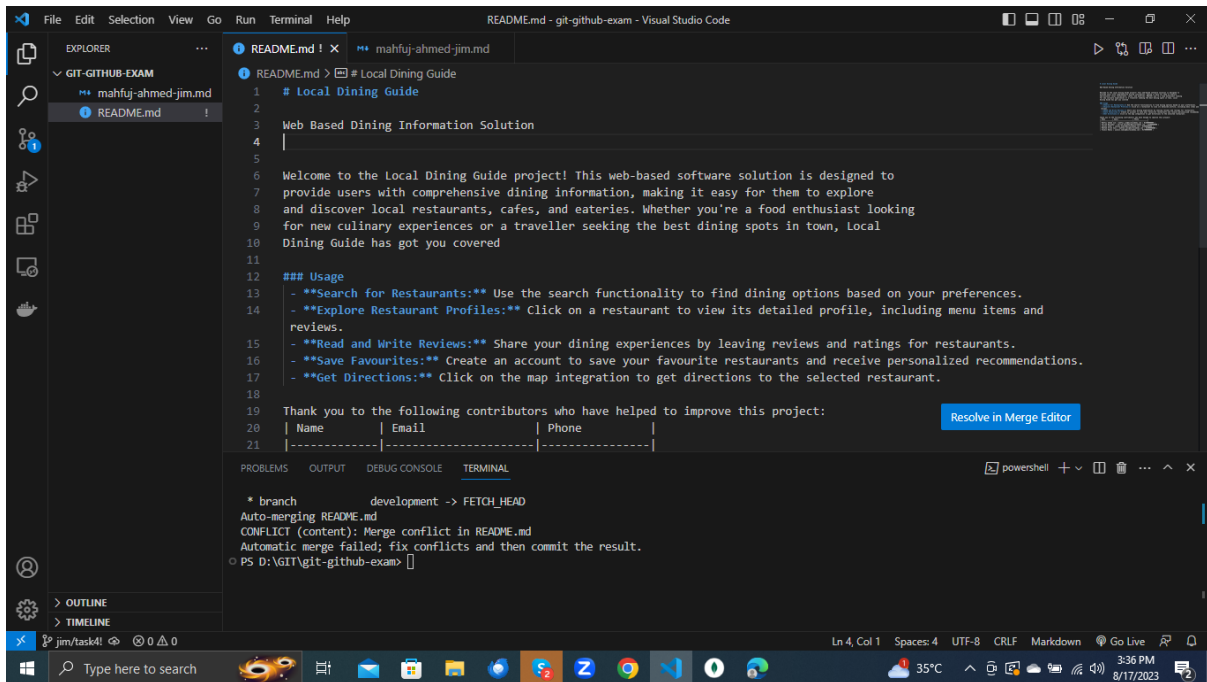 File Edit Selection View Go Run Terminal Help
README.md - git-github-exam - Visual Studio Code
EXPLORER
GIT-GITHUB-EXAM
mahfuj-ahmed-jim.md
README.md !
OUTLINE
TIMELINE
README.md ! mahfuj-ahmed-jim.md
README.md > # Local Dining Guide
1 # Local Dining Guide
2
3 Web Based Dining Information Solution
4
5
6 Welcome to the Local Dining Guide project! This web-based software solution is designed to
7 provide users with comprehensive dining information, making it easy for them to explore
8 and discover local restaurants, cafes, and eateries. Whether you're a food enthusiast looking
9 for new culinary experiences or a traveller seeking the best dining spots in town, Local
10 Dining Guide has got you covered
11
12 ### Usage
13 - **Search for Restaurants:** Use the search functionality to find dining options based on your preferences.
14 - **Explore Restaurant Profiles:** Click on a restaurant to view its detailed profile, including menu items and
reviews.
15 - **Read and Write Reviews:** Share your dining experiences by leaving reviews and ratings for restaurants.
16 - **Save Favourites:** Create an account to save your favourite restaurants and receive personalized recommendations.
17 - **Get Directions:** Click on the map integration to get directions to the selected restaurant.
18
19 Thank you to the following contributors who have helped to improve this project:
20 | Name | Email | Phone |
21 |-------------|-----------------------|----------------|
Resolve in Merge Editor
PROBLEMS OUTPUT DEBUG CONSOLE TERMINAL
powershell
* branch development -> FETCH_HEAD
Auto-merging README.md
CONFLICT (content): Merge conflict in README.md
Automatic merge failed; fix conflicts and then commit the result.
PS D:\GIT\git-github-exam>
jim/task4! 0 0
Ln 4, Col 1 Spaces: 4 UTF-8 CRLF Markdown Go Live
Type here to search
35°C
3:36 PM
8/17/2023